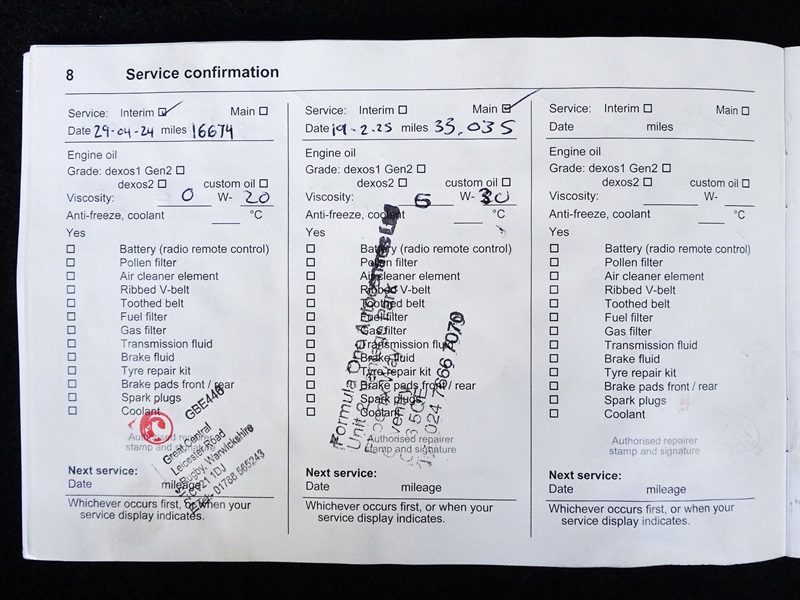 8 Service confirmation
Service: Interim Main
Date 29-04-24 miles 16674
Engine oil
Grade: dexos1 Gen2
dexos2 custom oil
Viscosity: 0 W- 20
Anti-freeze, coolant °C
Yes
Battery (radio remote control)
Pollen filter
Air cleaner element
Ribbed V-belt
Toothed belt
Fuel filter
Gas filter
Transmission fluid
Brake fluid
Tyre repair kit
Brake pads front / rear
Spark plugs
Coolant
GBE446
Great Central
Leicester Road
Rugby, Warwickshire
CV21 1DJ
Tel: 01788 565243
Authorised repairer
stamp and signature
Next service:
Date mileage
Whichever occurs first, or when your
service display indicates.
Service: Interim Main
Date 19-2-25 miles 33,035
Engine oil
Grade: dexos1 Gen2
dexos2 custom oil
Viscosity: 5 W- 30
Anti-freeze, coolant °C
Yes
Battery (radio remote control)
Pollen filter
Air cleaner element
Ribbed V-belt
Toothed belt
Fuel filter
Gas filter
Transmission fluid
Brake fluid
Tyre repair kit
Brake pads front / rear
Spark plugs
Coolant
Formula One Autocentres
Unit 8
024 7666 7070
Authorised repairer
stamp and signature
Next service:
Date mileage
Whichever occurs first, or when your
service display indicates.
Service: Interim Main
Date miles
Engine oil
Grade: dexos1 Gen2
dexos2 custom oil
Viscosity: W-
Anti-freeze, coolant °C
Yes
Battery (radio remote control)
Pollen filter
Air cleaner element
Ribbed V-belt
Toothed belt
Fuel filter
Gas filter
Transmission fluid
Brake fluid
Tyre repair kit
Brake pads front / rear
Spark plugs
Coolant
Authorised repairer
stamp and signature
Next service:
Date mileage
Whichever occurs first, or when your
service display indicates.